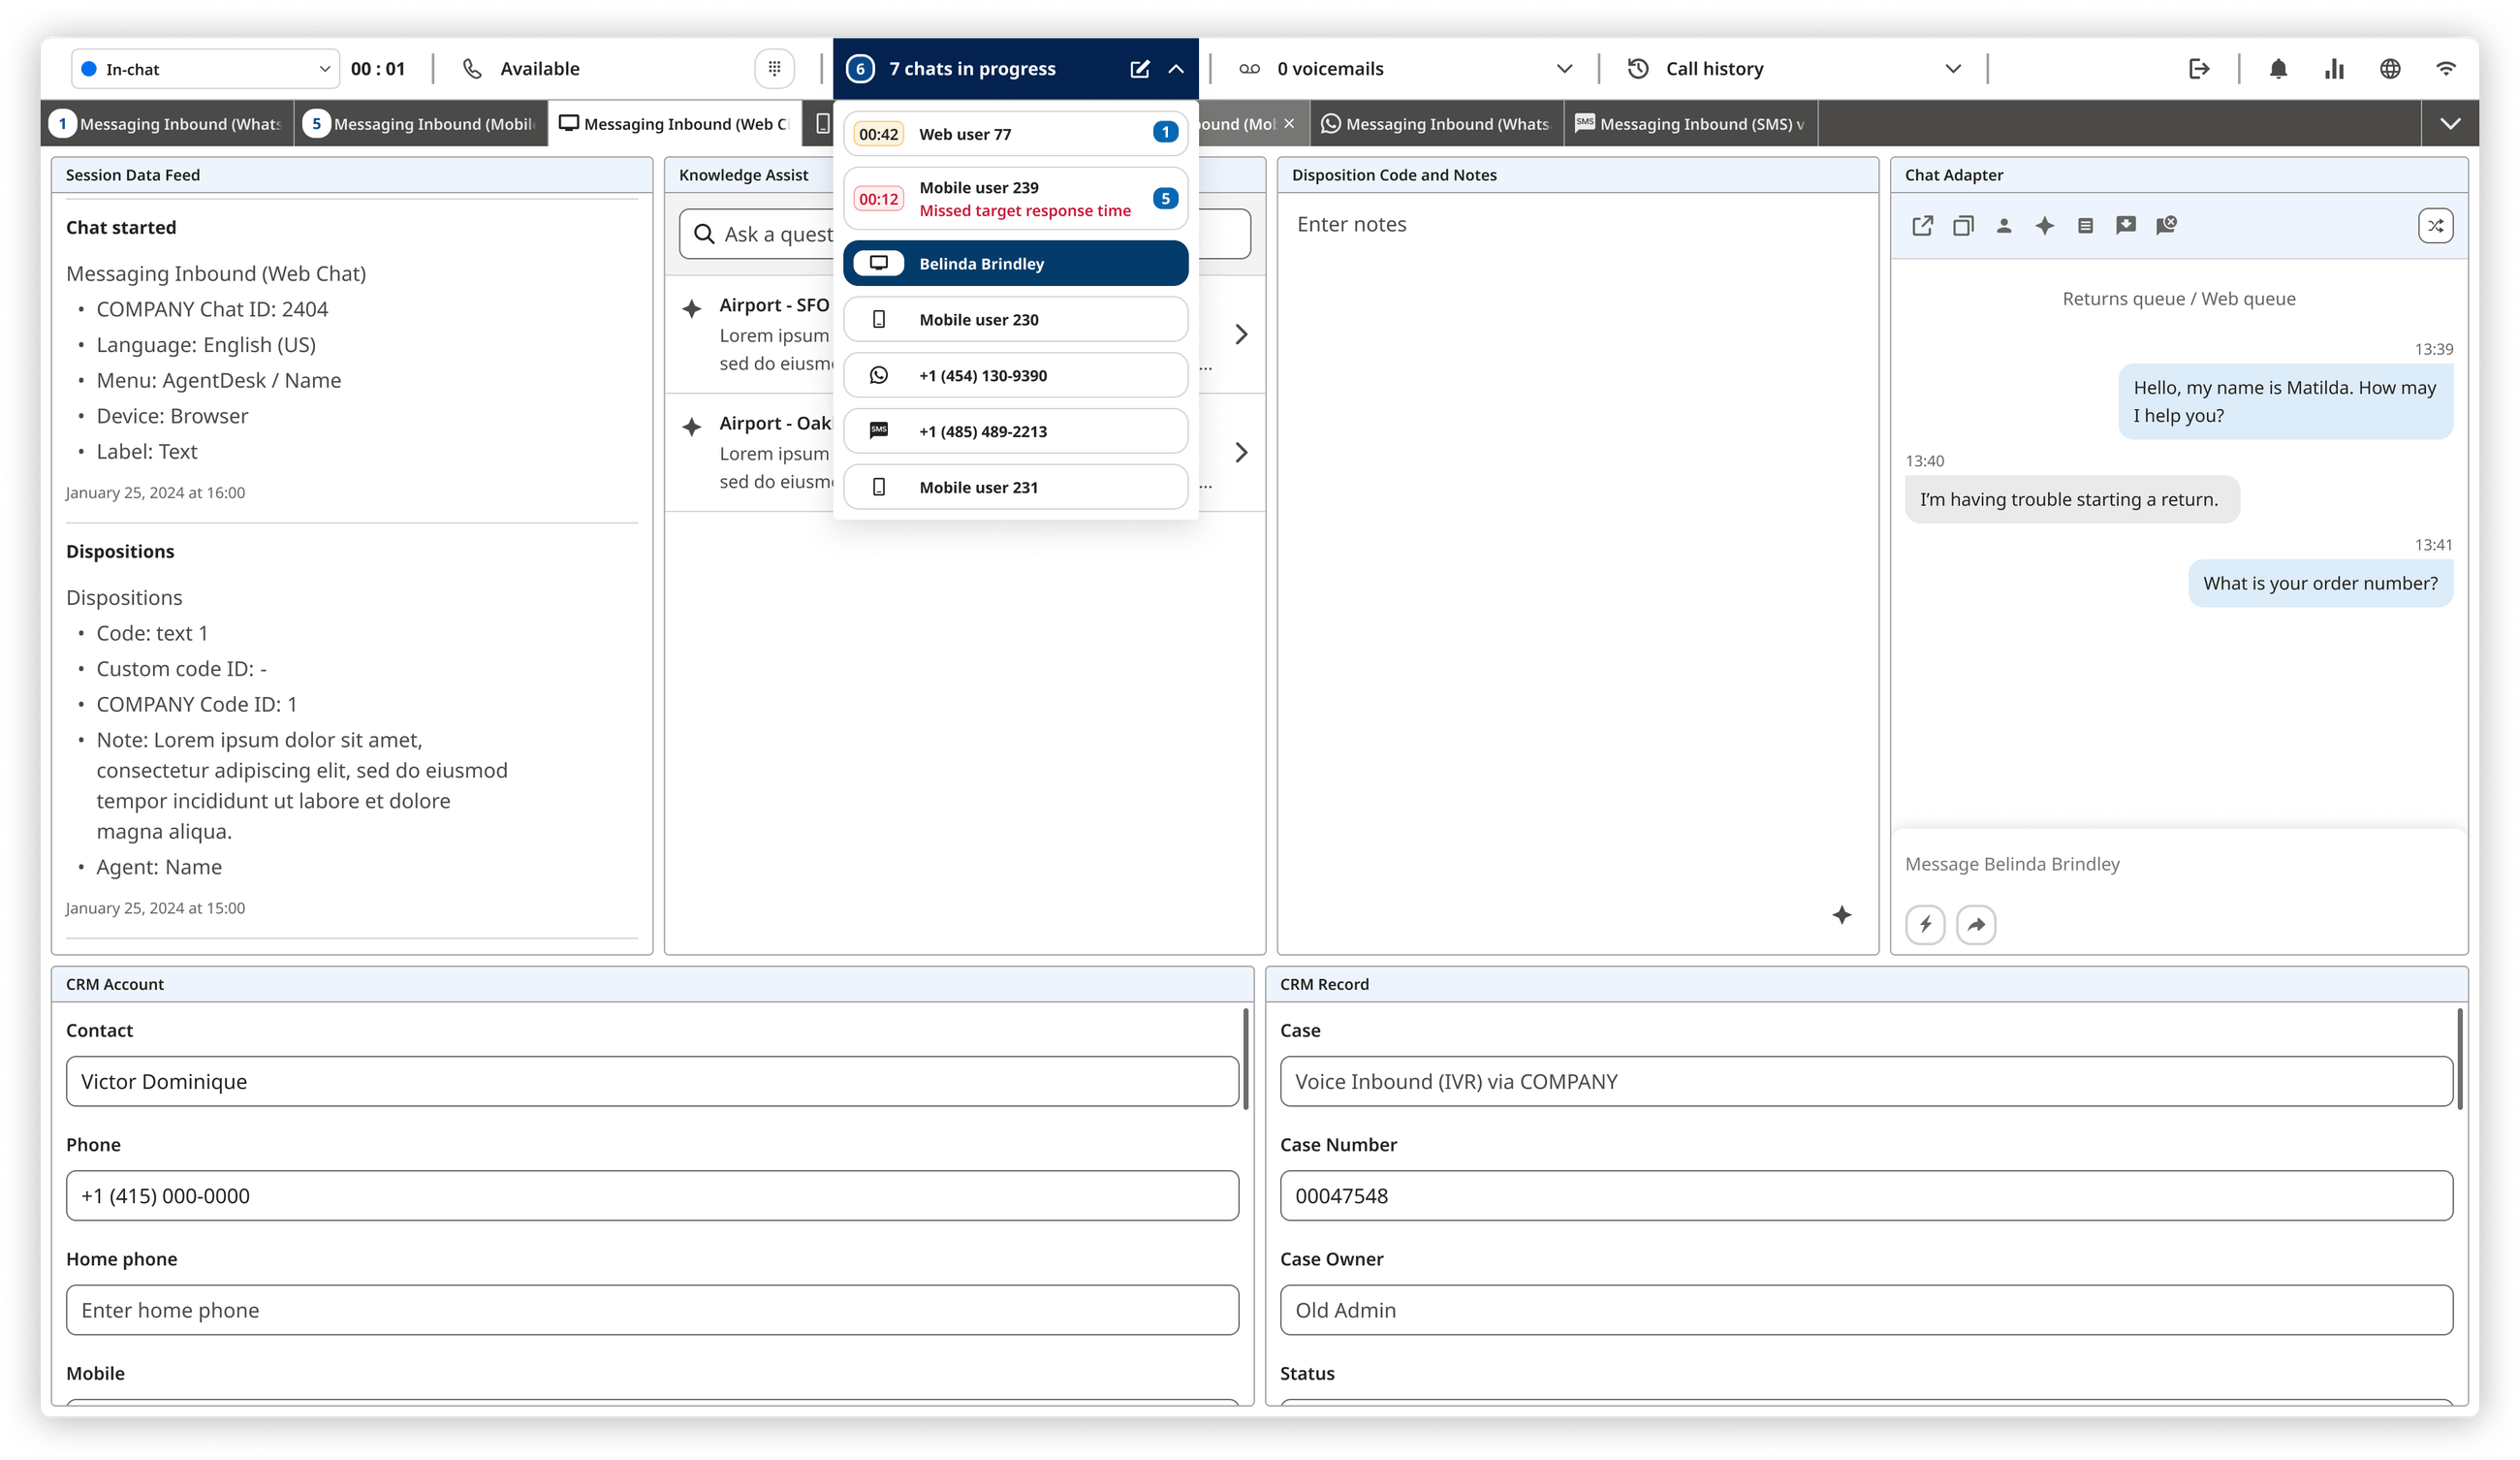 In-chat
00 : 01
Available
6
7 chats in progress
0 voicemails
Call history
1 Messaging Inbound (Whats
5 Messaging Inbound (Mobil
Messaging Inbound (Web C
ound (Mo
Messaging Inbound (Whats
SMS Messaging Inbound (SMS) v
00:42 Web user 77 1
00:12 Mobile user 239 5
Missed target response time
Belinda Brindley
Mobile user 230
+1 (454) 130-9390
SMS +1 (485) 489-2213
Mobile user 231
Session Data Feed
Chat started
Messaging Inbound (Web Chat)
• COMPANY Chat ID: 2404
• Language: English (US)
• Menu: AgentDesk / Name
• Device: Browser
• Label: Text
January 25, 2024 at 16:00
Dispositions
Dispositions
• Code: text 1
• Custom code ID: -
• COMPANY Code ID: 1
• Note: Lorem ipsum dolor sit amet,
consectetur adipiscing elit, sed do eiusmod
tempor incididunt ut labore et dolore
magna aliqua.
• Agent: Name
January 25, 2024 at 15:00
Knowledge Assist
Ask a quest
Airport - SFO
Lorem ipsum
sed do eiusm ...
Airport - Oak
Lorem ipsum
sed do eiusm ...
Disposition Code and Notes
Enter notes
Chat Adapter
Returns queue / Web queue
13:39
Hello, my name is Matilda. How may
I help you?
13:40
I’m having trouble starting a return.
13:41
What is your order number?
Message Belinda Brindley
CRM Account
Contact
Victor Dominique
Phone
+1 (415) 000-0000
Home phone
Enter home phone
Mobile
CRM Record
Case
Voice Inbound (IVR) via COMPANY
Case Number
00047548
Case Owner
Old Admin
Status